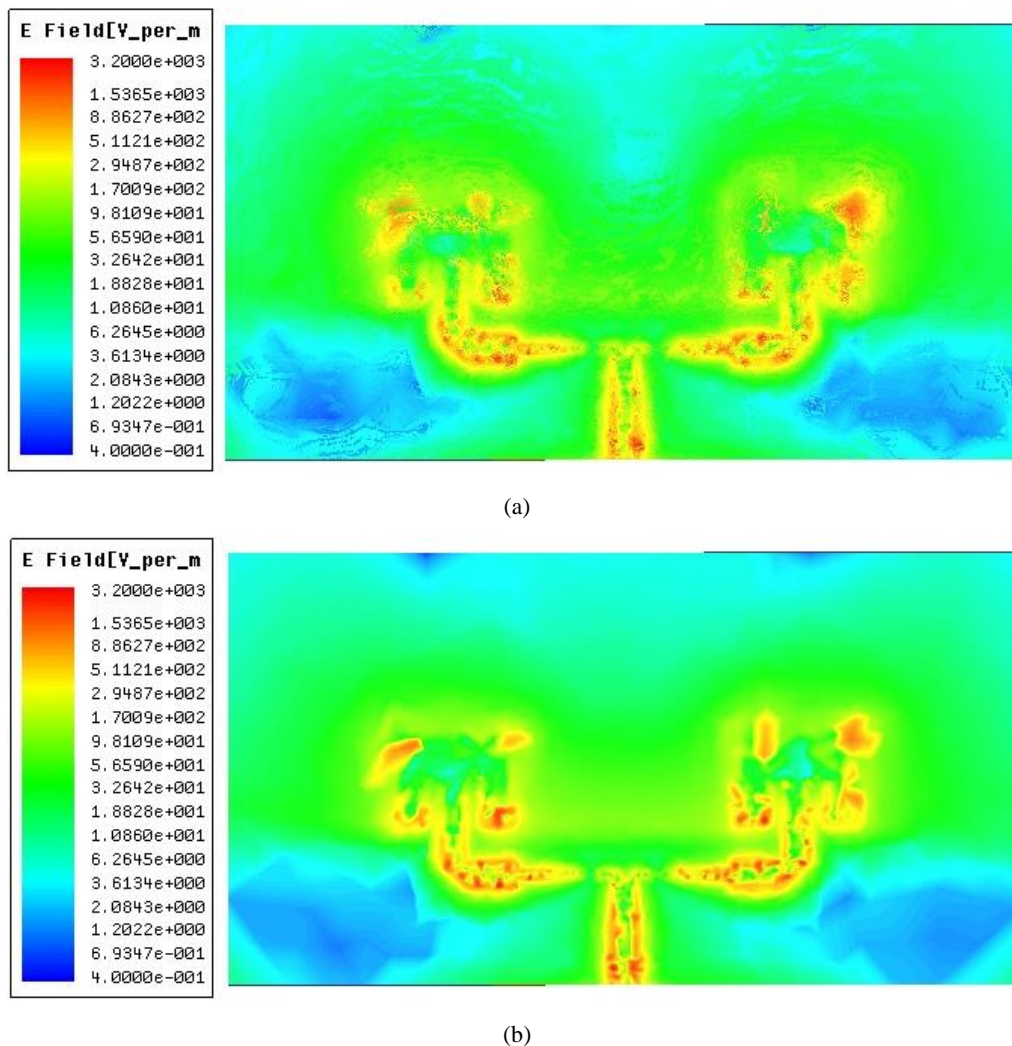 E Field[V_per_m
3.2000e+003
1.5365e+003
8.8627e+002
5.1121e+002
2.9487e+002
1.7009e+002
9.8109e+001
5.6590e+001
3.2642e+001
1.8828e+001
1.0860e+001
6.2645e+000
3.6134e+000
2.0843e+000
1.2022e+000
6.9347e-001
4.0000e-001
(a)
E Field[V_per_m
3.2000e+003
1.5365e+003
8.8627e+002
5.1121e+002
2.9487e+002
1.7009e+002
9.8109e+001
5.6590e+001
3.2642e+001
1.8828e+001
1.0860e+001
6.2645e+000
3.6134e+000
2.0843e+000
1.2022e+000
6.9347e-001
4.0000e-001
(b)